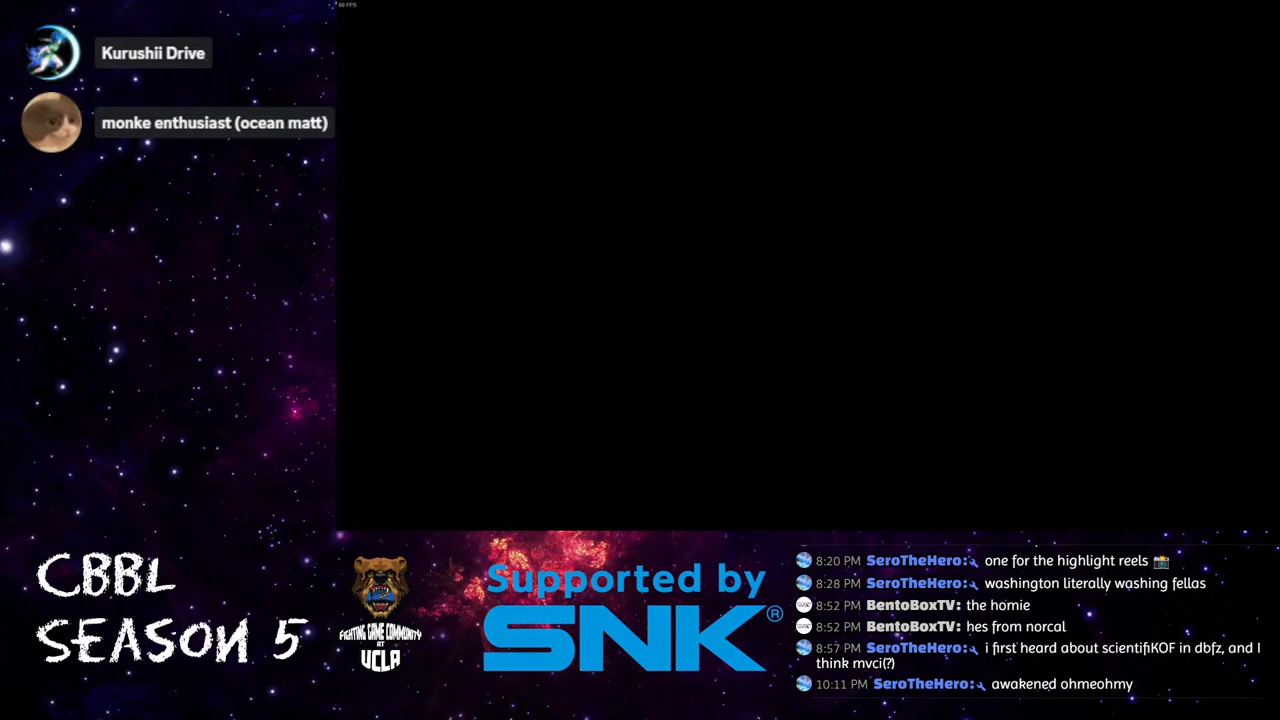 60 FPS
Kurushii Drive
monke enthusiast (ocean matt)
CBBL
SEASON 5
FIGHTING GAME COMMUNITY
AT
UCLA
Supported by
SNK®
8:20 PM SeroTheHero: one for the highlight reels 📸
8:28 PM SeroTheHero: washington literally washing fellas
8:52 PM BentoBoxTV: the homie
8:52 PM BentoBoxTV: hes from norcal
8:57 PM SeroTheHero: i first heard about scientifiKOF in dbfz, and I
think mvci(?)
10:11 PM SeroTheHero: awakened ohmeohmy